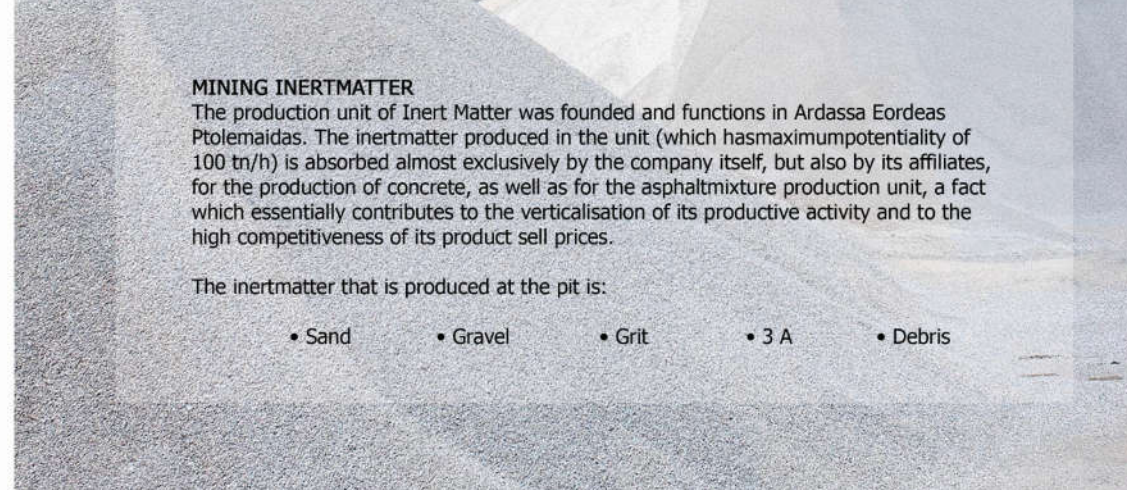 MINING INERTMATTER
The production unit of Inert Matter was founded and functions in Ardassa Eordeas
Ptolemaidas. The inertmatter produced in the unit (which hasmaximumpotentiality of
100 tn/h) is absorbed almost exclusively by the company itself, but also by its affiliates,
for the production of concrete, as well as for the asphaltmixture production unit, a fact
which essentially contributes to the verticalisation of its productive activity and to the
high competitiveness of its product sell prices.
The inertmatter that is produced at the pit is:
• Sand • Gravel • Grit • 3 A • Debris